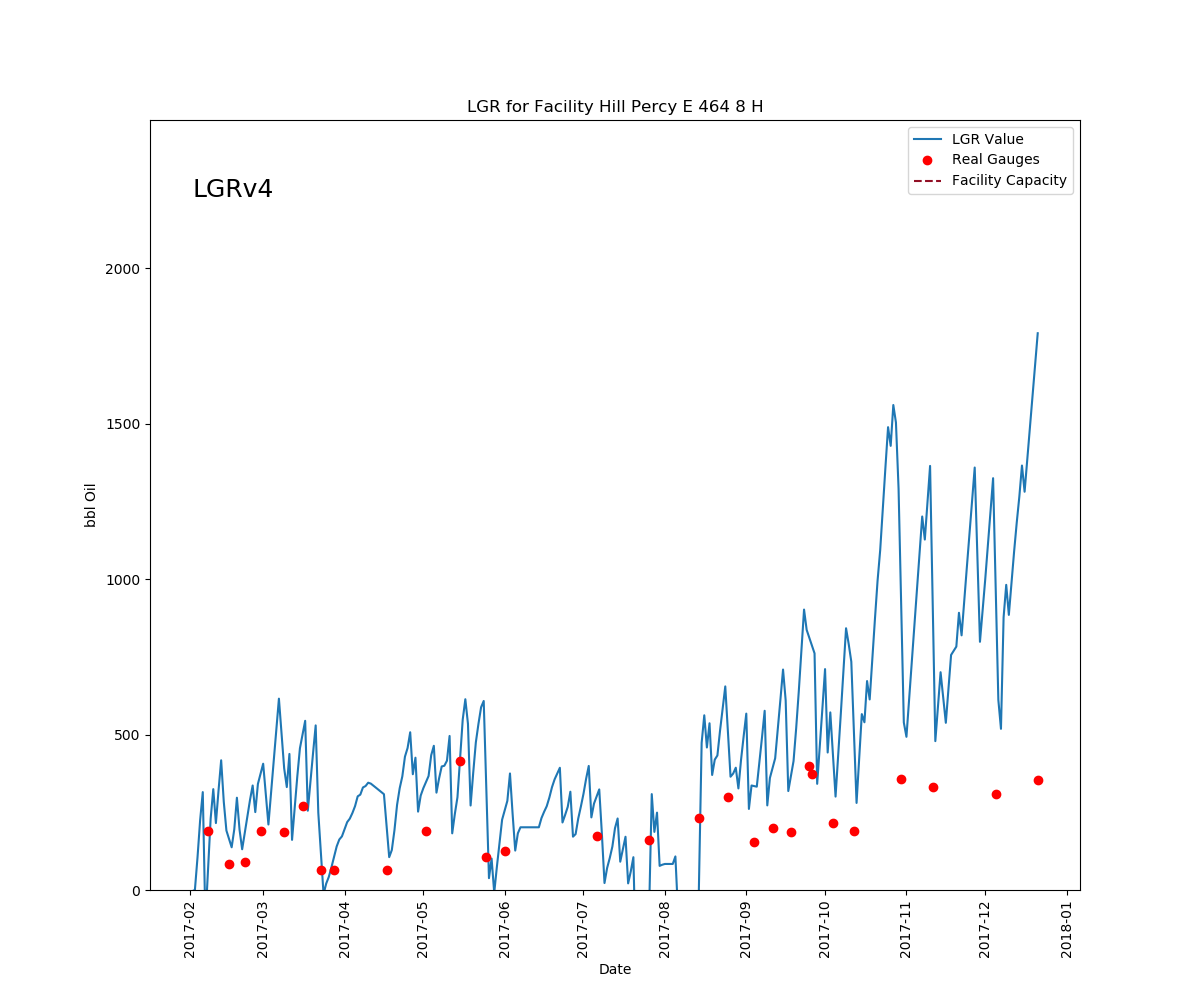 LGR for Facility Hill Percy E 464 8 H
LGRv4
LGR Value
Real Gauges
Facility Capacity
bbl Oil
2000
1500
1000
500
0
2017-02
2017-03
2017-04
2017-05
2017-06
2017-07
2017-08
2017-09
2017-10
2017-11
2017-12
2018-01
Date